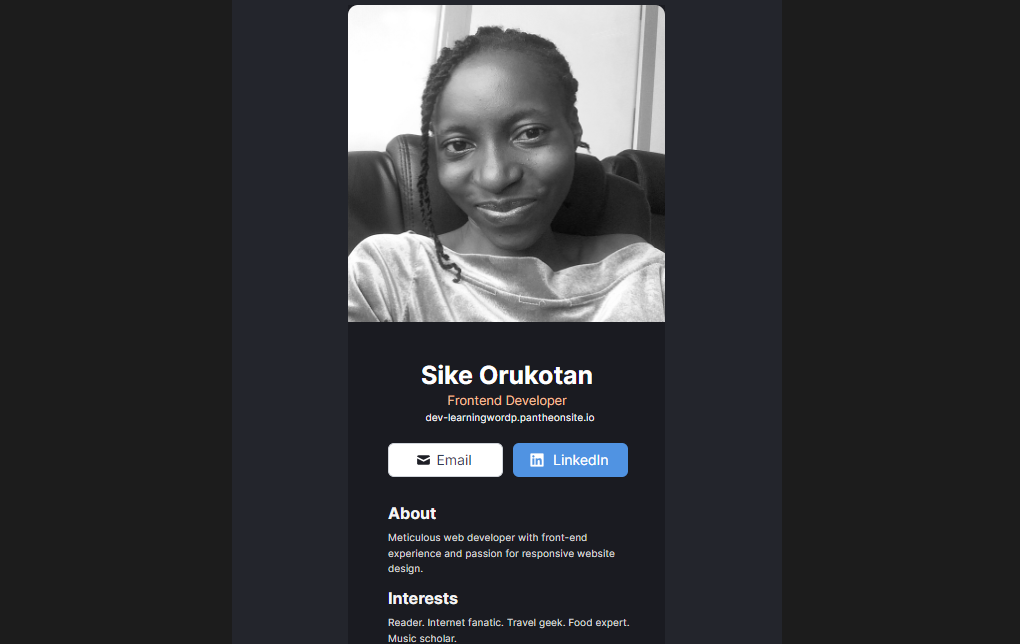 Sike Orukotan
Frontend Developer
dev-learningwordp.pantheonsite.io
Email
LinkedIn
About
Meticulous web developer with front-end
experience and passion for responsive website
design.
Interests
Reader. Internet fanatic. Travel geek. Food expert.
Music scholar.